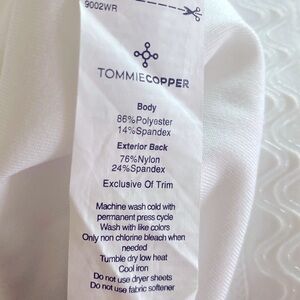 9002WR
TOMMIECOPPER
Body
86%Polyester
14%Spandex
Exterior Back
76%Nylon
24%Spandex
Exclusive Of Trim
Machine wash cold with
permanent press cycle
Wash with like colors
Only non chlorine bleach when
needed
Tumble dry low heat
Cool iron
Do not use dryer sheets
Do not use fabric softener